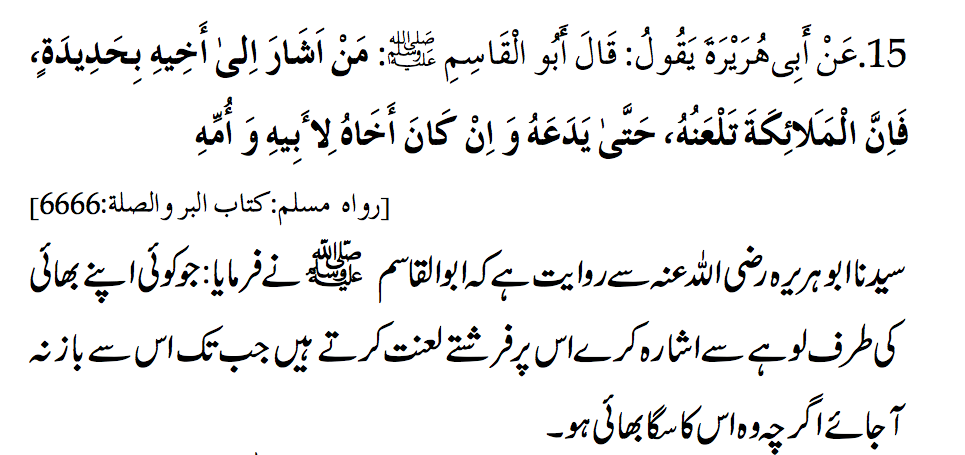 15.عَنْ أَبِى هُرَيْرَةَ يَقُولُ: قَالَ أَبُو الْقَاسِمِ ﷺ: مَنْ اَشَارَ اِلىٰ أَخِيهِ بِحَدِيدَةٍ،
فَاِنَّ الْمَلَائِكَةَ تَلْعَنُهُ، حَتَّىٰ يَدَعَهُ وَ اِنْ كَانَ أَخَاهُ لِأَبِيهِ وَ أُمِّهِ
[رواه مسلم:كتاب البر والصلة:6666]
سیدنا ابو ہریرہ رضی اللہ عنہ سے روایت ہے کہ ابو القاسم ﷺ نے فرمایا: جو کوئی اپنے بھائی
کی طرف لوہے سے اشارہ کرے اس پر فرشتے لعنت کرتے ہیں جب تک اس سے باز نہ
آجائے اگرچہ وہ اس کا سگا بھائی ہو۔